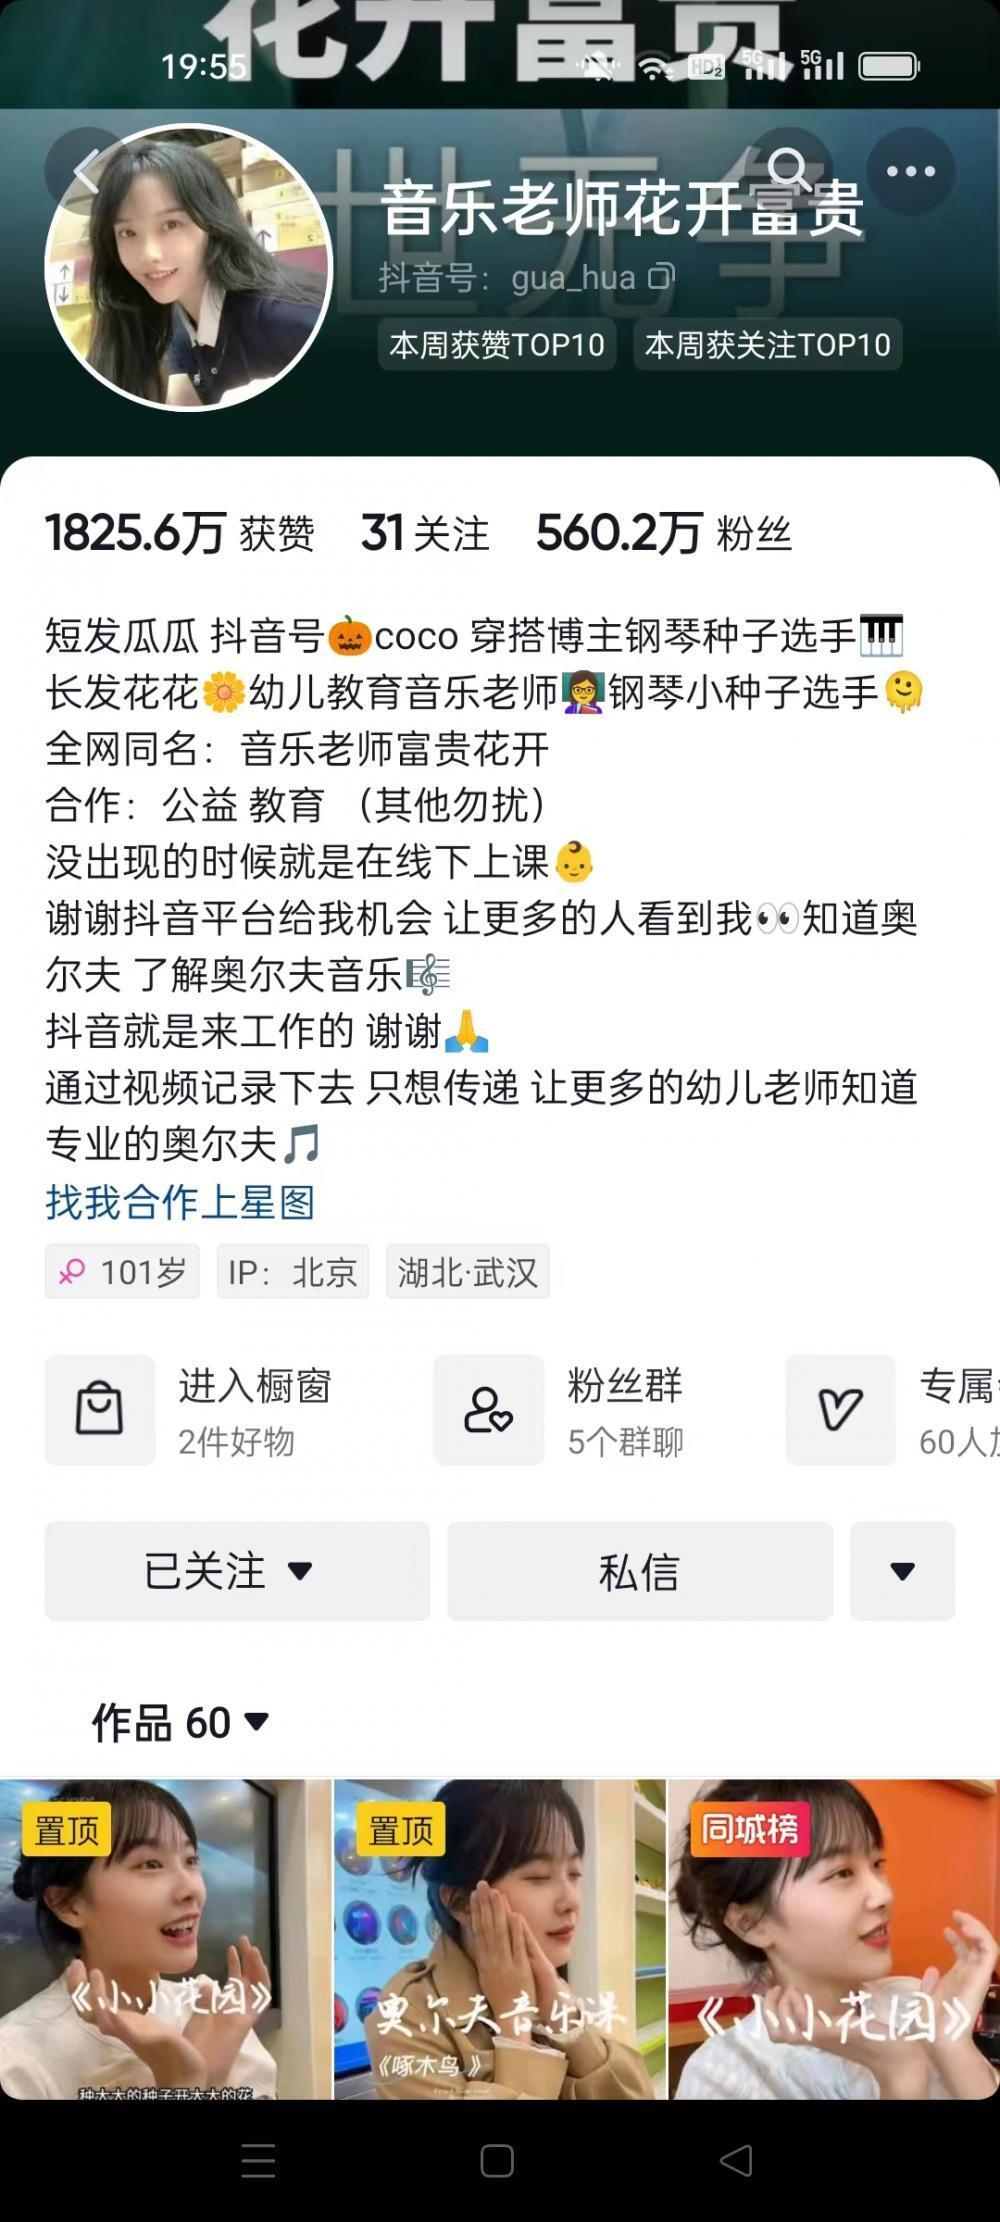 花开富贵
19:55
HD2 5G 5G
世无争
音乐老师花开富贵
抖音号：gua_hua
本周获赞TOP10 本周获关注TOP10
1825.6万 获赞 31 关注 560.2万 粉丝
短发瓜瓜 抖音号🎃coco 穿搭博主钢琴种子选手🎹
长发花花🌼幼儿教育音乐老师👩‍🏫钢琴小种子选手🫠
全网同名：音乐老师富贵花开
合作：公益 教育 （其他勿扰）
没出现的时候就是在线下上课👶
谢谢抖音平台给我机会 让更多的人看到我👀知道奥
尔夫 了解奥尔夫音乐🎼
抖音就是来工作的 谢谢🙏
通过视频记录下去 只想传递 让更多的幼儿老师知道
专业的奥尔夫🎵
找我合作上星图
101岁 IP：北京 湖北·武汉
进入橱窗 粉丝群 专属
2件好物 5个群聊 60人
已关注 私信
作品 60
置顶 置顶 同城榜
《小小花园》 奥尔夫音乐课 《小小花园》
《啄木鸟》
种大大的种子开大大的花